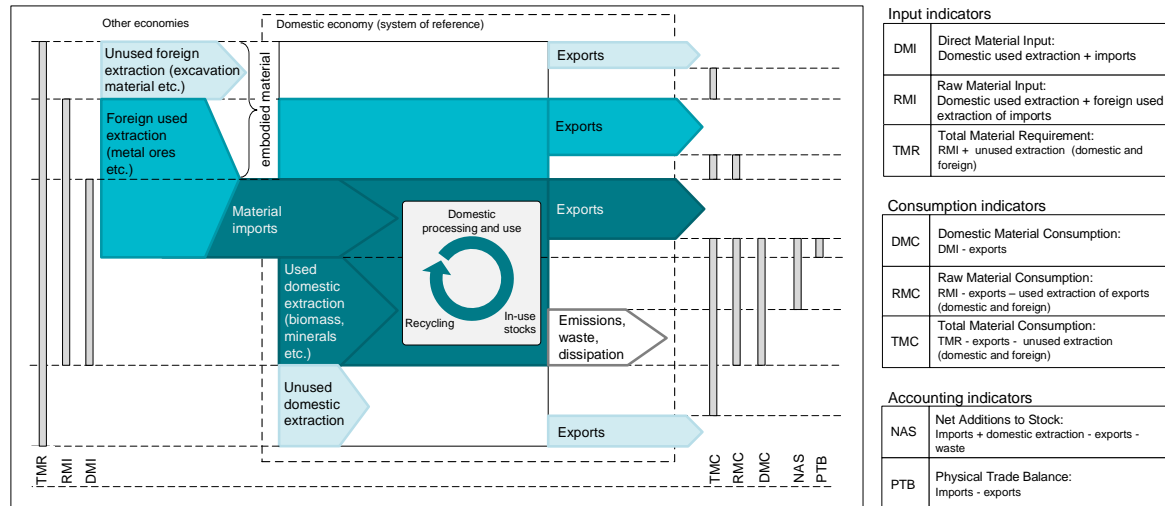 Other economies
Domestic economy (system of reference)
Unused foreign
extraction (excavation
material etc.)
embodied material
Exports
Foreign used
extraction
(metal ores
etc.)
Exports
Material
imports
Exports
Domestic
processing and use
Recycling
In-use
stocks
Used
domestic
extraction
(biomass,
minerals
etc.)
Emissions,
waste,
dissipation
Unused
domestic
extraction
Exports
TMR
RMI
DMI
TMC
RMC
DMC
NAS
PTB
Input indicators
DMI
Direct Material Input:
Domestic used extraction + imports
RMI
Raw Material Input:
Domestic used extraction + foreign used
extraction of imports
TMR
Total Material Requirement:
RMI + unused extraction (domestic and
foreign)
Consumption indicators
DMC
Domestic Material Consumption:
DMI - exports
RMC
Raw Material Consumption:
RMI - exports – used extraction of exports
(domestic and foreign)
TMC
Total Material Consumption:
TMR - exports - unused extraction
(domestic and foreign)
Accounting indicators
NAS
Net Additions to Stock:
Imports + domestic extraction - exports -
waste
PTB
Physical Trade Balance:
Imports - exports